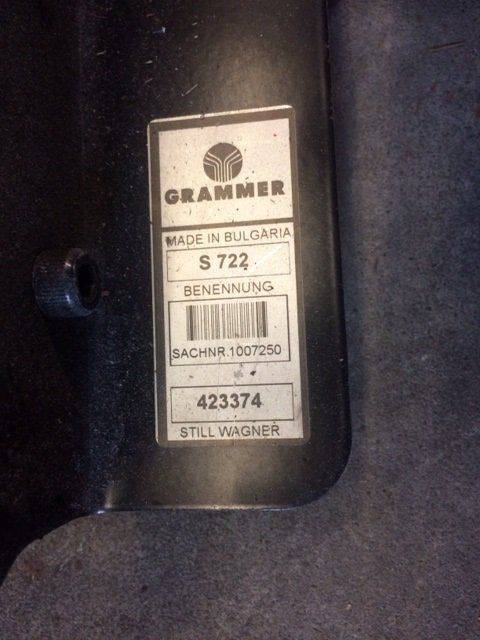 GRAMMER
MADE IN BULGARIA
S 722
BENENNUNG
SACHNR.1007250
423374
STILL WAGNER